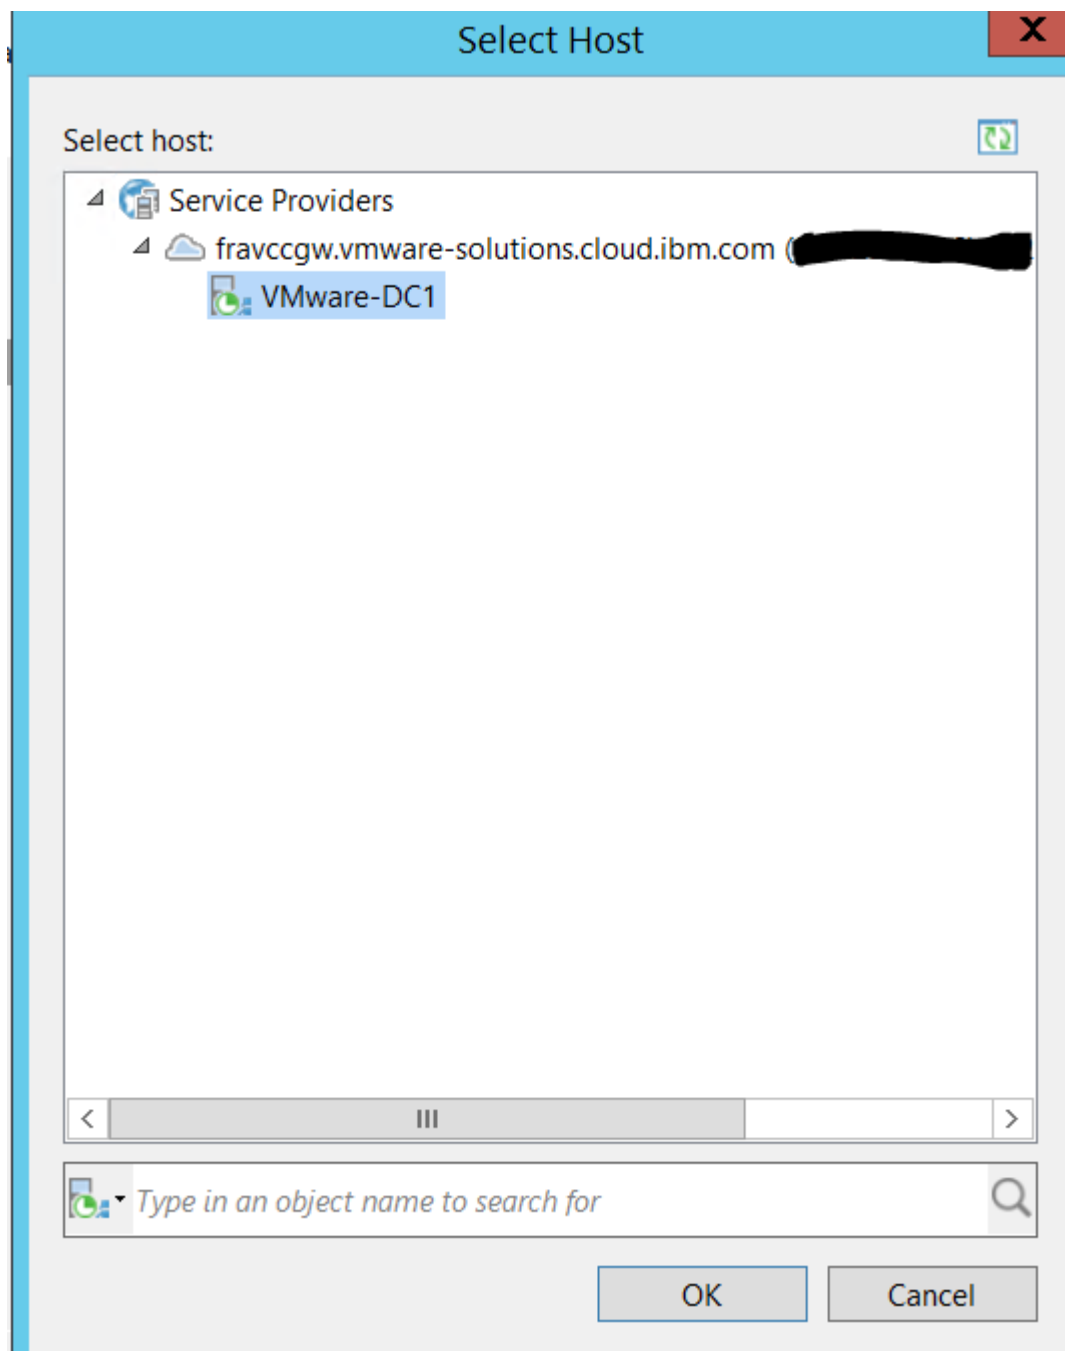 Select Host
X
Select host:
Service Providers
fravccgw.vmware-solutions.cloud.ibm.com (
VMware-DC1
Type in an object name to search for
OK
Cancel